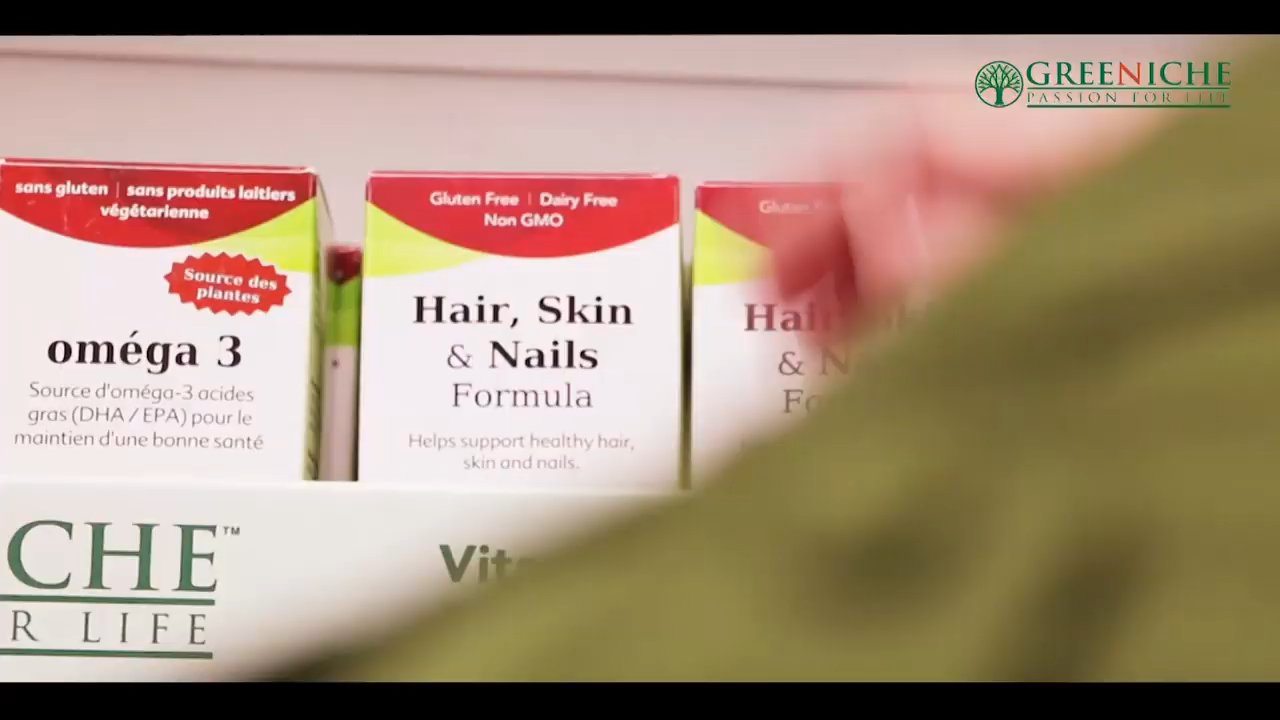 GREENICHE
PASSION FOR LIFE
sans gluten | sans produits laitiers
végétarienne
Source des
plantes
oméga 3
Source d'oméga-3 acides
gras (DHA / EPA) pour le
maintien d'une bonne santé
Gluten Free | Dairy Free
Non GMO
Hair, Skin
& Nails
Formula
Helps support healthy hair,
skin and nails.
Gluten
Hair
&
CHE™
R LIFE